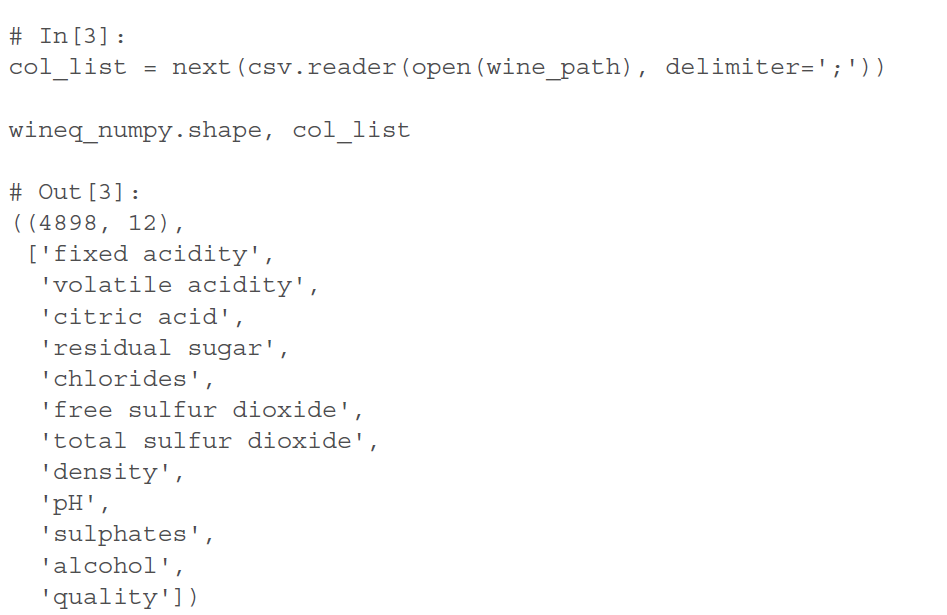 # In[3]:
col_list = next(csv.reader(open(wine_path), delimiter=';'))
wineq_numpy.shape, col_list
# Out[3]:
((4898, 12),
['fixed acidity',
'volatile acidity',
'citric acid',
'residual sugar',
'chlorides',
'free sulfur dioxide',
'total sulfur dioxide',
'density',
'pH',
'sulphates',
'alcohol',
'quality'])